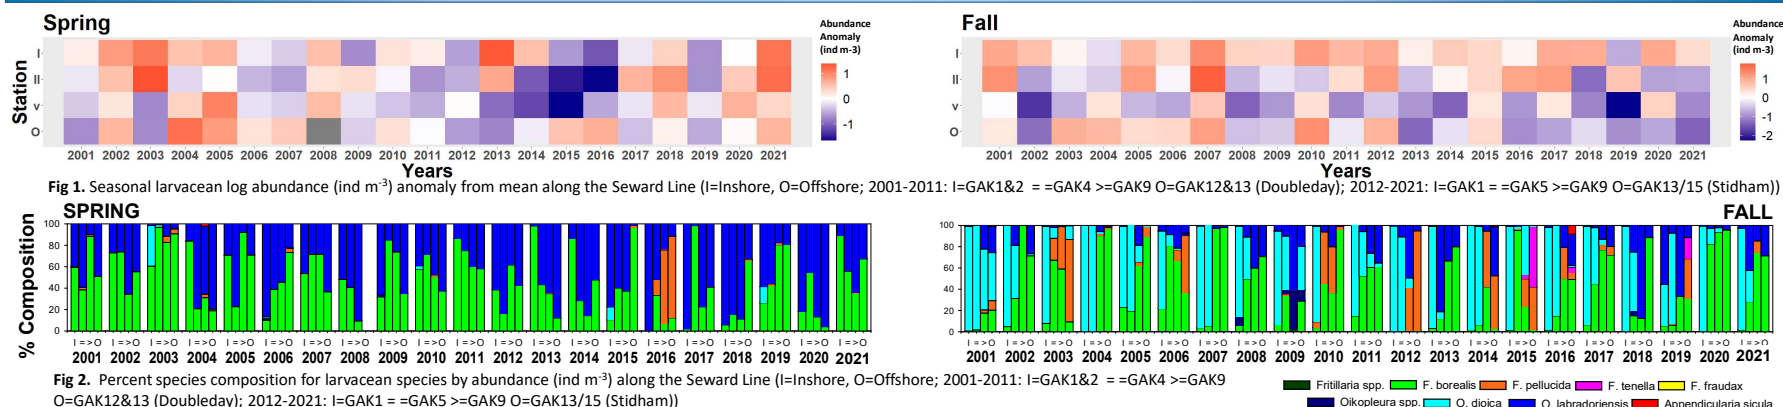 Spring
Station
I
II
v
O
2001 2002 2003 2004 2005 2006 2007 2008 2009 2010 2011 2012 2013 2014 2015 2016 2017 2018 2019 2020 2021
Years
Abundance
Anomaly
(ind m-3)
1
0
-1
Fall
I
II
v
O
2001 2002 2003 2004 2005 2006 2007 2008 2009 2010 2011 2012 2013 2014 2015 2016 2017 2018 2019 2020 2021
Years
Abundance
Anomaly
(ind m-3)
1
0
-1
-2
Fig 1. Seasonal larvacean log abundance (ind m-3) anomaly from mean along the Seward Line (I=Inshore, O=Offshore; 2001-2011: I=GAK1&2 = =GAK4 >=GAK9 O=GAK12&13 (Doubleday); 2012-2021: I=GAK1 = =GAK5 >=GAK9 O=GAK13/15 (Stidham))
SPRING
% Composition
100
80
60
40
20
0
I = > O I = > O I = > O I = > O I = > O I = > O I = > O I = > O I = > O I = > O I = > O I = > O I = > O I = > O I = > O I = > O I = > O I = > O I = > O I = > O I = > O
2001 2002 2003 2004 2005 2006 2007 2008 2009 2010 2011 2012 2013 2014 2015 2016 2017 2018 2019 2020 2021
FALL
100
80
60
40
20
0
I = > O I = > O I = > O I = > O I = > O I = > O I = > O I = > O I = > O I = > O I = > O I = > O I = > O I = > O I = > O I = > O I = > O I = > O I = > O I = > O I = > O
2001 2002 2003 2004 2005 2006 2007 2008 2009 2010 2011 2012 2013 2014 2015 2016 2017 2018 2019 2020 2021
Fig 2. Percent species composition for larvacean species by abundance (ind m-3) along the Seward Line (I=Inshore, O=Offshore; 2001-2011: I=GAK1&2 = =GAK4 >=GAK9
O=GAK12&13 (Doubleday); 2012-2021: I=GAK1 = =GAK5 >=GAK9 O=GAK13/15 (Stidham))
Fritillaria spp. F. borealis F. pellucida F. tenella F. fraudax
Oikopleura spp. O. dioica O. labradoriensis Appendicularia sicula